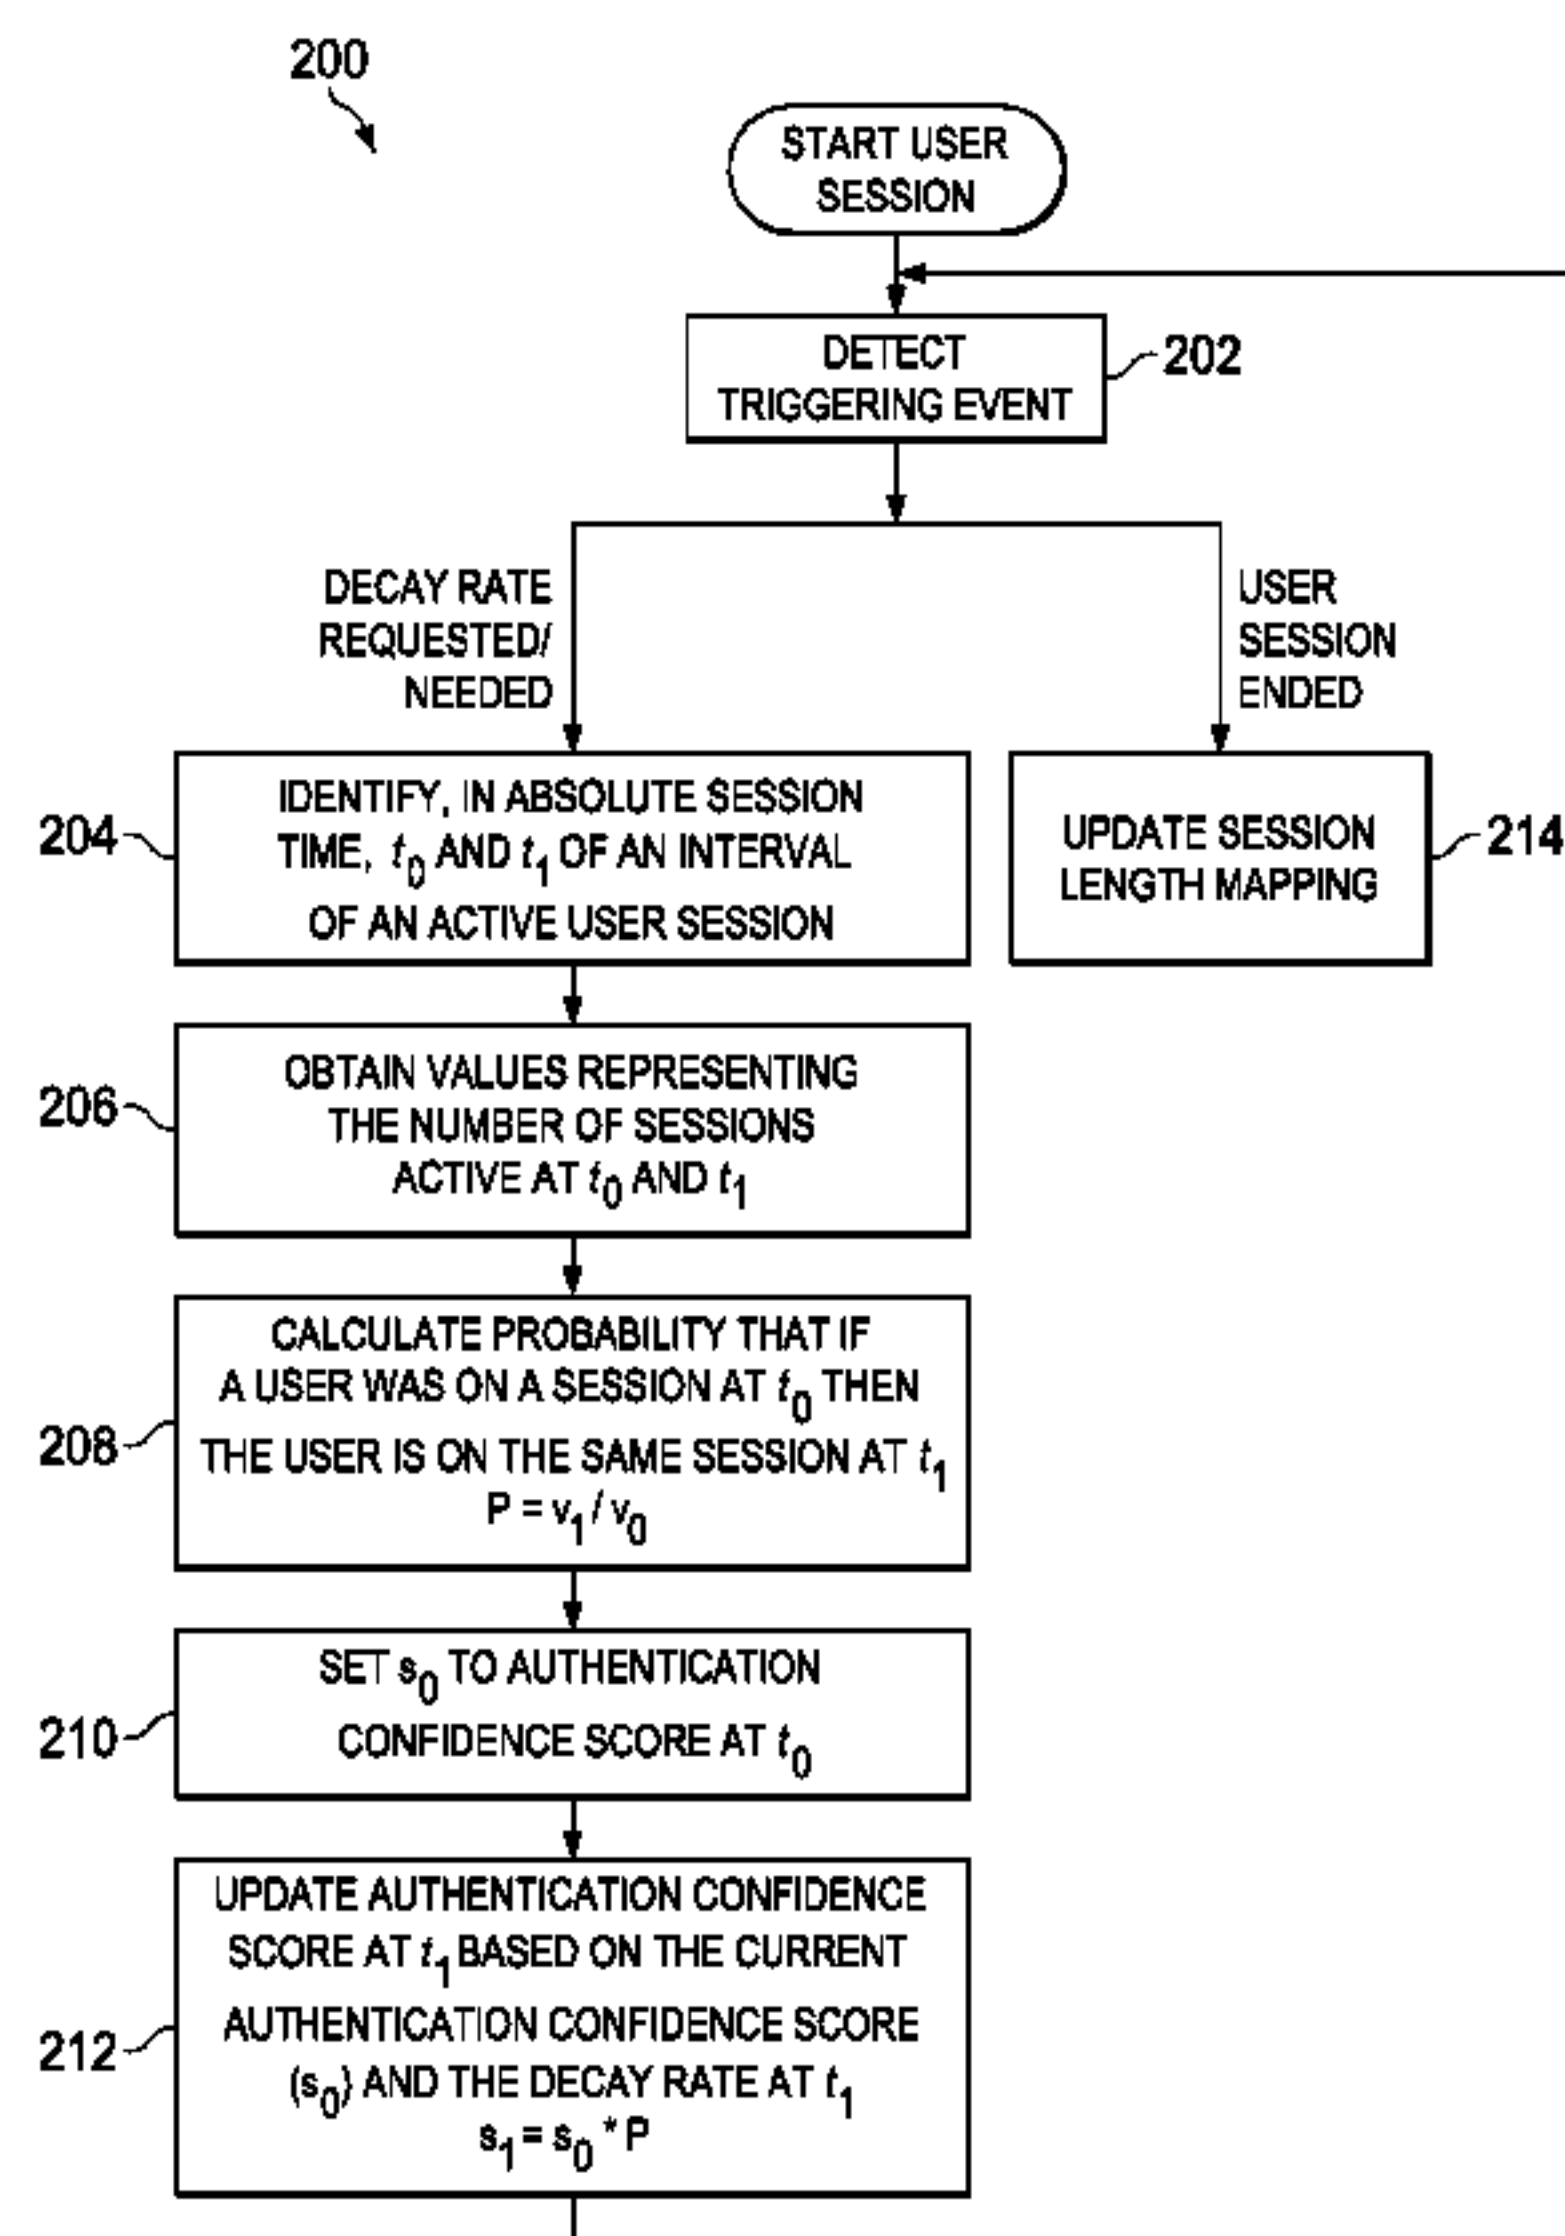 200
START USER
SESSION
DETECT
TRIGGERING EVENT
202
DECAY RATE
REQUESTED/
NEEDED
USER
SESSION
ENDED
204
IDENTIFY, IN ABSOLUTE SESSION
TIME, t0 AND t1 OF AN INTERVAL
OF AN ACTIVE USER SESSION
UPDATE SESSION
LENGTH MAPPING
214
206
OBTAIN VALUES REPRESENTING
THE NUMBER OF SESSIONS
ACTIVE AT t0 AND t1
208
CALCULATE PROBABILITY THAT IF
A USER WAS ON A SESSION AT t0 THEN
THE USER IS ON THE SAME SESSION AT t1
P = v1 / v0
210
SET s0 TO AUTHENTICATION
CONFIDENCE SCORE AT t0
212
UPDATE AUTHENTICATION CONFIDENCE
SCORE AT t1 BASED ON THE CURRENT
AUTHENTICATION CONFIDENCE SCORE
(s0) AND THE DECAY RATE AT t1
s1 = s0 * P